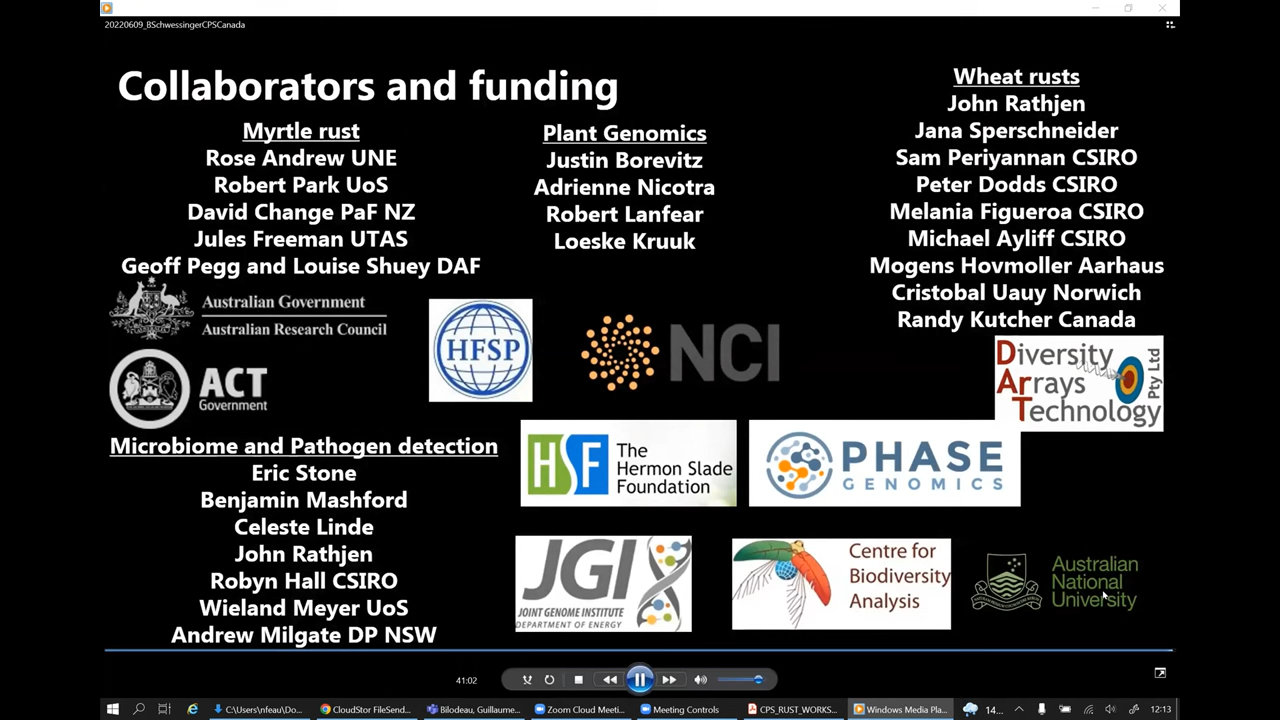 20220609_BSchwessingerCPSCanada
Collaborators and funding
Myrtle rust
Rose Andrew UNE
Robert Park UoS
David Change PaF NZ
Jules Freeman UTAS
Geoff Pegg and Louise Shuey DAF
Plant Genomics
Justin Borevitz
Adrienne Nicotra
Robert Lanfear
Loeske Kruuk
Wheat rusts
John Rathjen
Jana Sperschneider
Sam Periyannan CSIRO
Peter Dodds CSIRO
Melania Figueroa CSIRO
Michael Ayliff CSIRO
Mogens Hovmoller Aarhaus
Cristobal Uauy Norwich
Randy Kutcher Canada
Australian Government
Australian Research Council
ACT
Government
HFSP
NCI
Diversity
Arrays
Technology
Pty Ltd
Microbiome and Pathogen detection
Eric Stone
Benjamin Mashford
Celeste Linde
John Rathjen
Robyn Hall CSIRO
Wieland Meyer UoS
Andrew Milgate DP NSW
HSF
The
Hermon Slade
Foundation
PHASE
GENOMICS
JGI
JOINT GENOME INSTITUTE
DEPARTMENT OF ENERGY
Centre for
Biodiversity
Analysis
Australian
National
University
41:02
C:\Users\nfeau\Do...
CloudStor FileSend...
Bilodeau, Guillaume...
Zoom Cloud Meeti...
Meeting Controls
CPS_RUST_WORKS...
Windows Media Pla...
14...
12:13